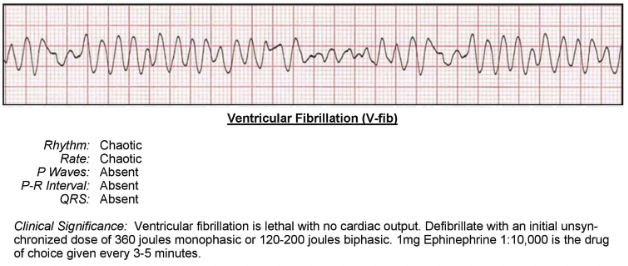 Ventricular Fibrillation (V-fib)
Rhythm: Chaotic
Rate: Chaotic
P Waves: Absent
P-R Interval: Absent
QRS: Absent
Clinical Significance: Ventricular fibrillation is lethal with no cardiac output. Defibrillate with an initial unsyn-
chronized dose of 360 joules monophasic or 120-200 joules biphasic. 1mg Ephinephrine 1:10,000 is the drug
of choice given every 3-5 minutes.